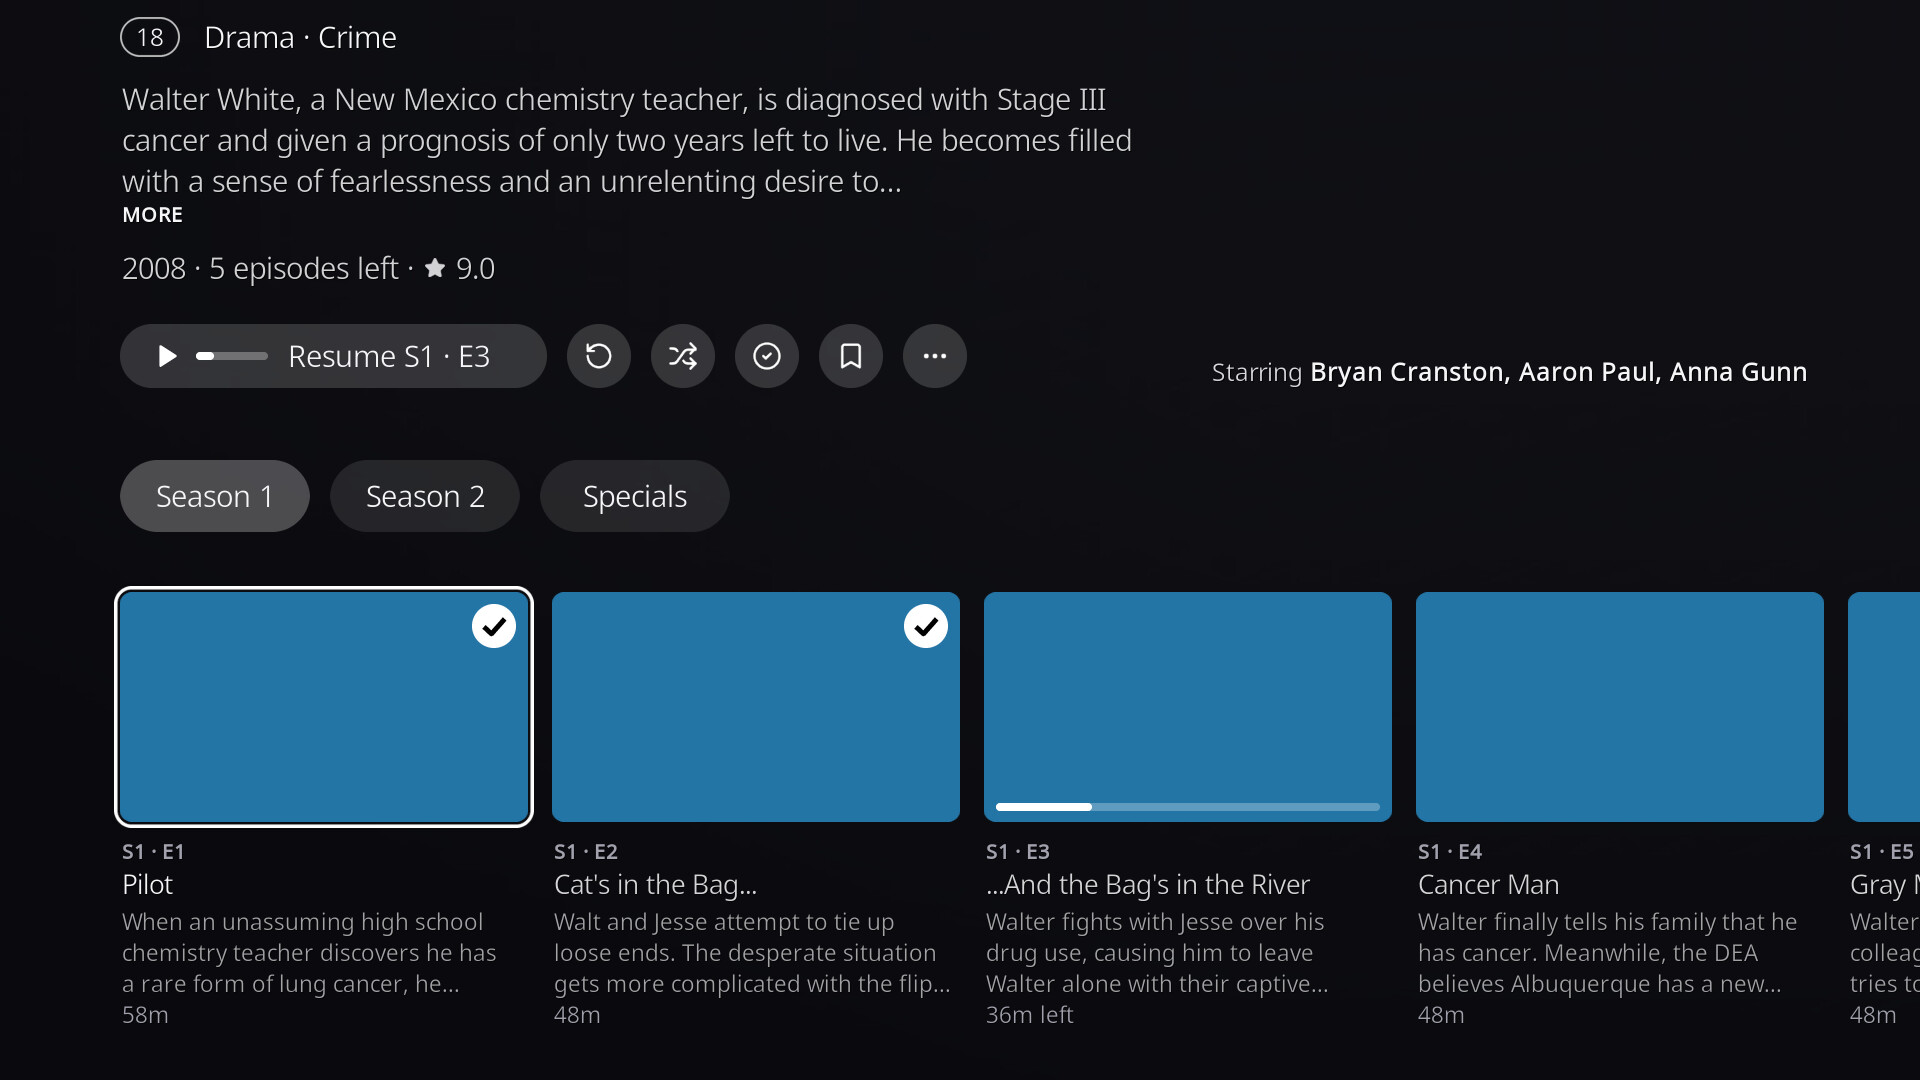 18 Drama · Crime
Walter White, a New Mexico chemistry teacher, is diagnosed with Stage III
cancer and given a prognosis of only two years left to live. He becomes filled
with a sense of fearlessness and an unrelenting desire to...
MORE
2008 · 5 episodes left · ★ 9.0
Resume S1 · E3
Starring Bryan Cranston, Aaron Paul, Anna Gunn
Season 1
Season 2
Specials
S1 · E1
Pilot
When an unassuming high school
chemistry teacher discovers he has
a rare form of lung cancer, he...
58m
S1 · E2
Cat's in the Bag...
Walt and Jesse attempt to tie up
loose ends. The desperate situation
gets more complicated with the flip...
48m
S1 · E3
...And the Bag's in the River
Walter fights with Jesse over his
drug use, causing him to leave
Walter alone with their captive...
36m left
S1 · E4
Cancer Man
Walter finally tells his family that he
has cancer. Meanwhile, the DEA
believes Albuquerque has a new...
48m
S1 · E5
Gray
Walter
tries
48m